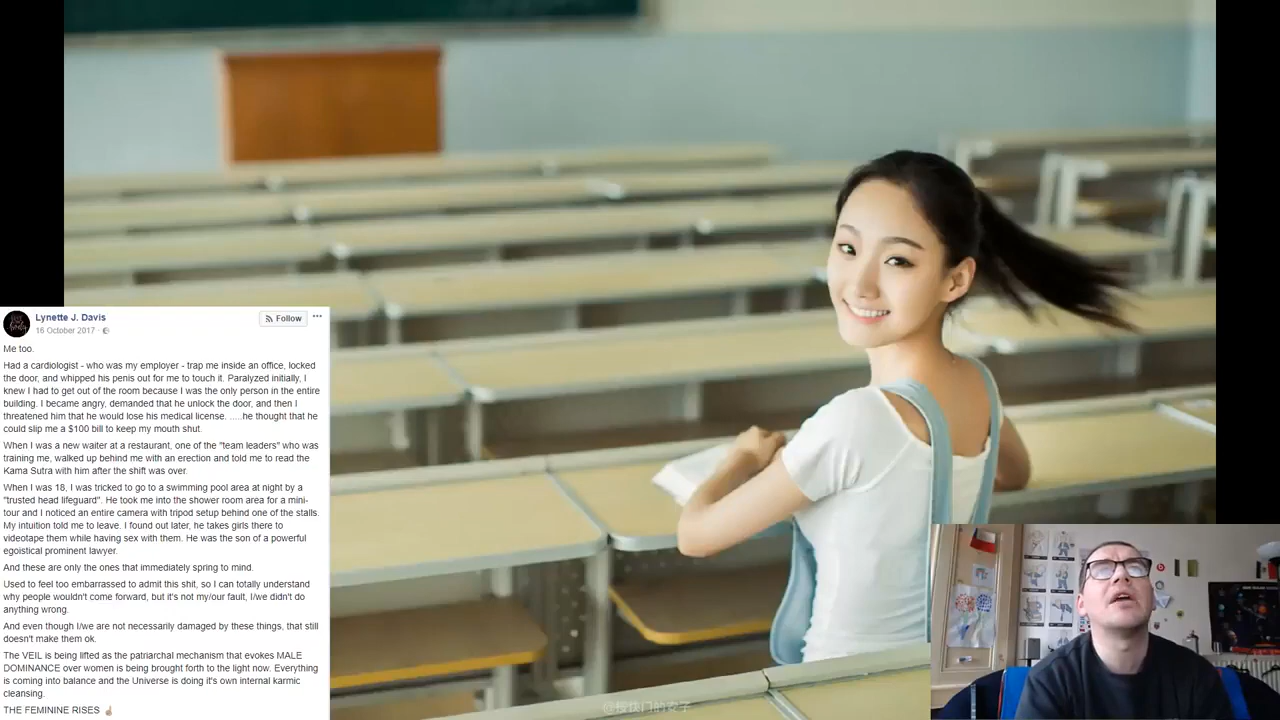 Lynette J. Davis
Follow
16 October 2017
Me too.
Had a cardiologist - who was my employer - trap me inside an office, locked
the door, and whipped his penis out for me to touch it. Paralyzed initially, I
knew I had to get out of the room because I was the only person in the entire
building. I became angry, demanded that he unlock the door, and then I
threatened him that he would lose his medical license. .....he thought that he
could slip me a $100 bill to keep my mouth shut.
When I was a new waiter at a restaurant, one of the "team leaders" who was
training me, walked up behind me with an erection and told me to read the
Kama Sutra with him after the shift was over.
When I was 18, I was tricked to go to a swimming pool area at night by a
"trusted head lifeguard". He took me into the shower room area for a mini-
tour and I noticed an entire camera with tripod setup behind one of the stalls.
My intuition told me to leave. I found out later, he takes girls there to
videotape them while having sex with them. He was the son of a powerful
egoistical prominent lawyer.
And these are only the ones that immediately spring to mind.
Used to feel too embarrassed to admit this shit, so I can totally understand
why people wouldn't come forward, but it's not my/our fault, I/we didn't do
anything wrong.
And even though I/we are not necessarily damaged by these things, that still
doesn't make them ok.
The VEIL is being lifted as the patriarchal mechanism that evokes MALE
DOMINANCE over women is being brought forth to the light now. Everything
is coming into balance and the Universe is doing it's own internal karmic
cleansing.
THE FEMININE RISES